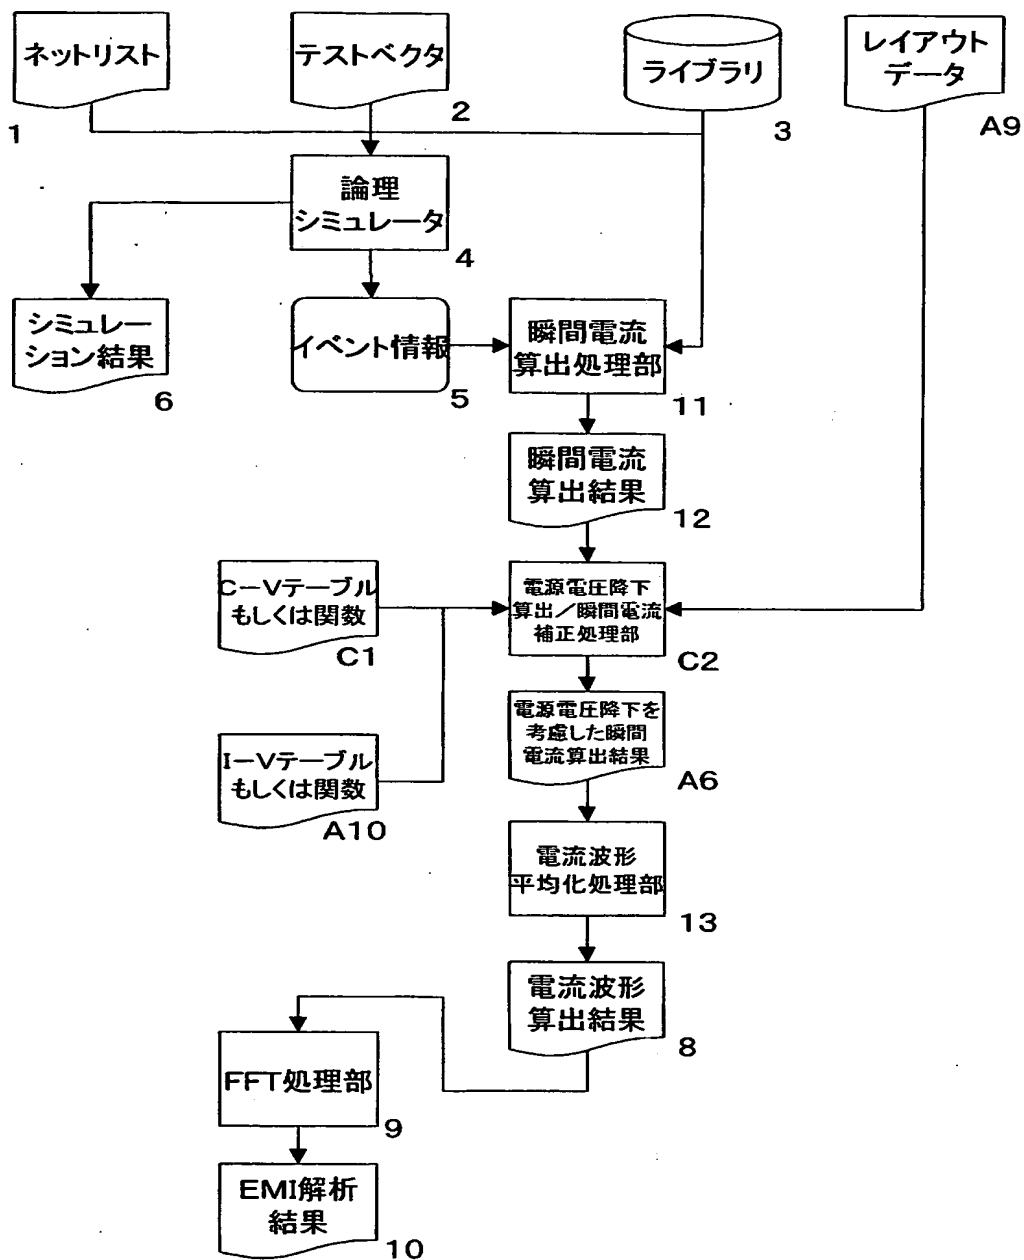 ネットリスト
1
テストベクタ
2
ライブラリ
3
レイアウト
データ
A9
論理
シミュレータ
4
シミュレー
ション結果
6
イベント情報
5
瞬間電流
算出処理部
11
瞬間電流
算出結果
12
C－Vテーブル
もしくは関数
C1
電源電圧降下
算出／瞬間電流
補正処理部
C2
I－Vテーブル
もしくは関数
A10
電源電圧降下を
考慮した瞬間
電流算出結果
A6
電流波形
平均化処理部
13
電流波形
算出結果
8
FFT処理部
9
EMI解析
結果
10